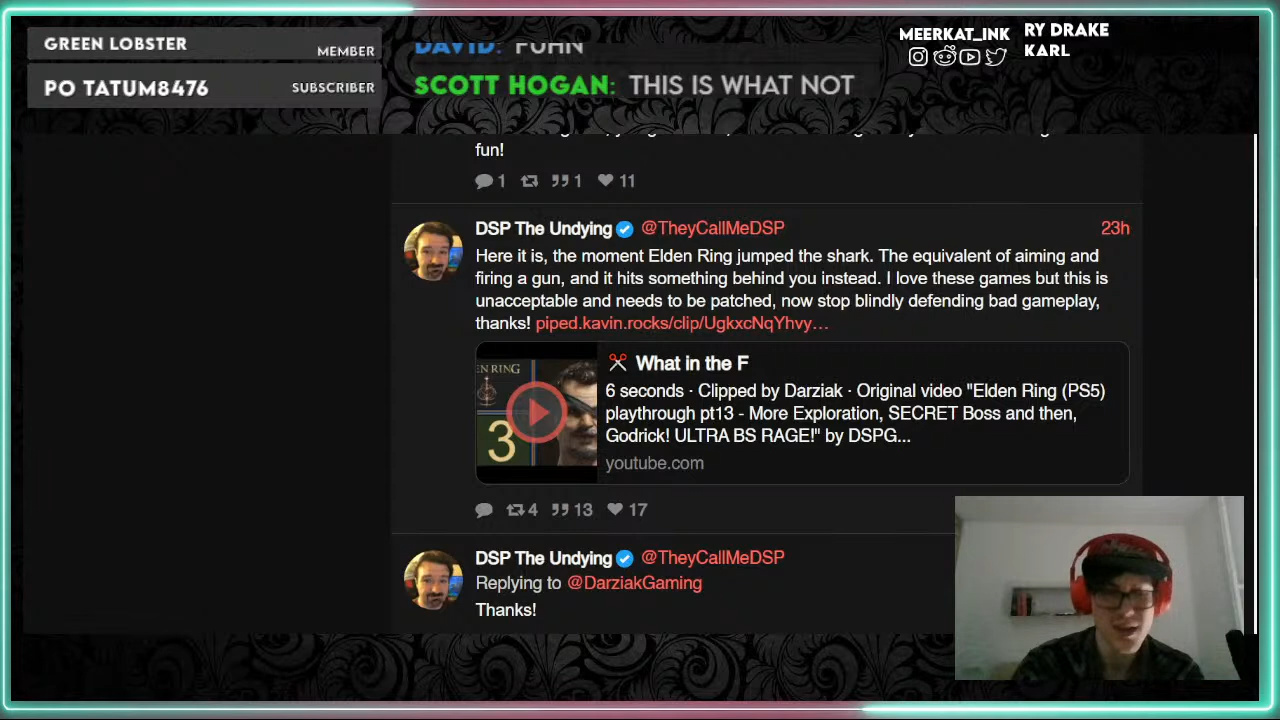 GREEN LOBSTER
MEMBER
PO TATUM8476
SUBSCRIBER
DAVID:
SCOTT HOGAN: THIS IS WHAT NOT
MEERKAT_INK
RY DRAKE
KARL
fun!
1 1 11
DSP The Undying @TheyCallMeDSP 23h
Here it is, the moment Elden Ring jumped the shark. The equivalent of aiming and
firing a gun, and it hits something behind you instead. I love these games but this is
unacceptable and needs to be patched, now stop blindly defending bad gameplay,
thanks! piped.kavin.rocks/clip/UgkxcNqYhvy…
EN RING
3
What in the F
6 seconds · Clipped by Darziak · Original video "Elden Ring (PS5)
playthrough pt13 - More Exploration, SECRET Boss and then,
Godrick! ULTRA BS RAGE!" by DSPG...
youtube.com
4 13 17
DSP The Undying @TheyCallMeDSP
Replying to @DarziakGaming
Thanks!